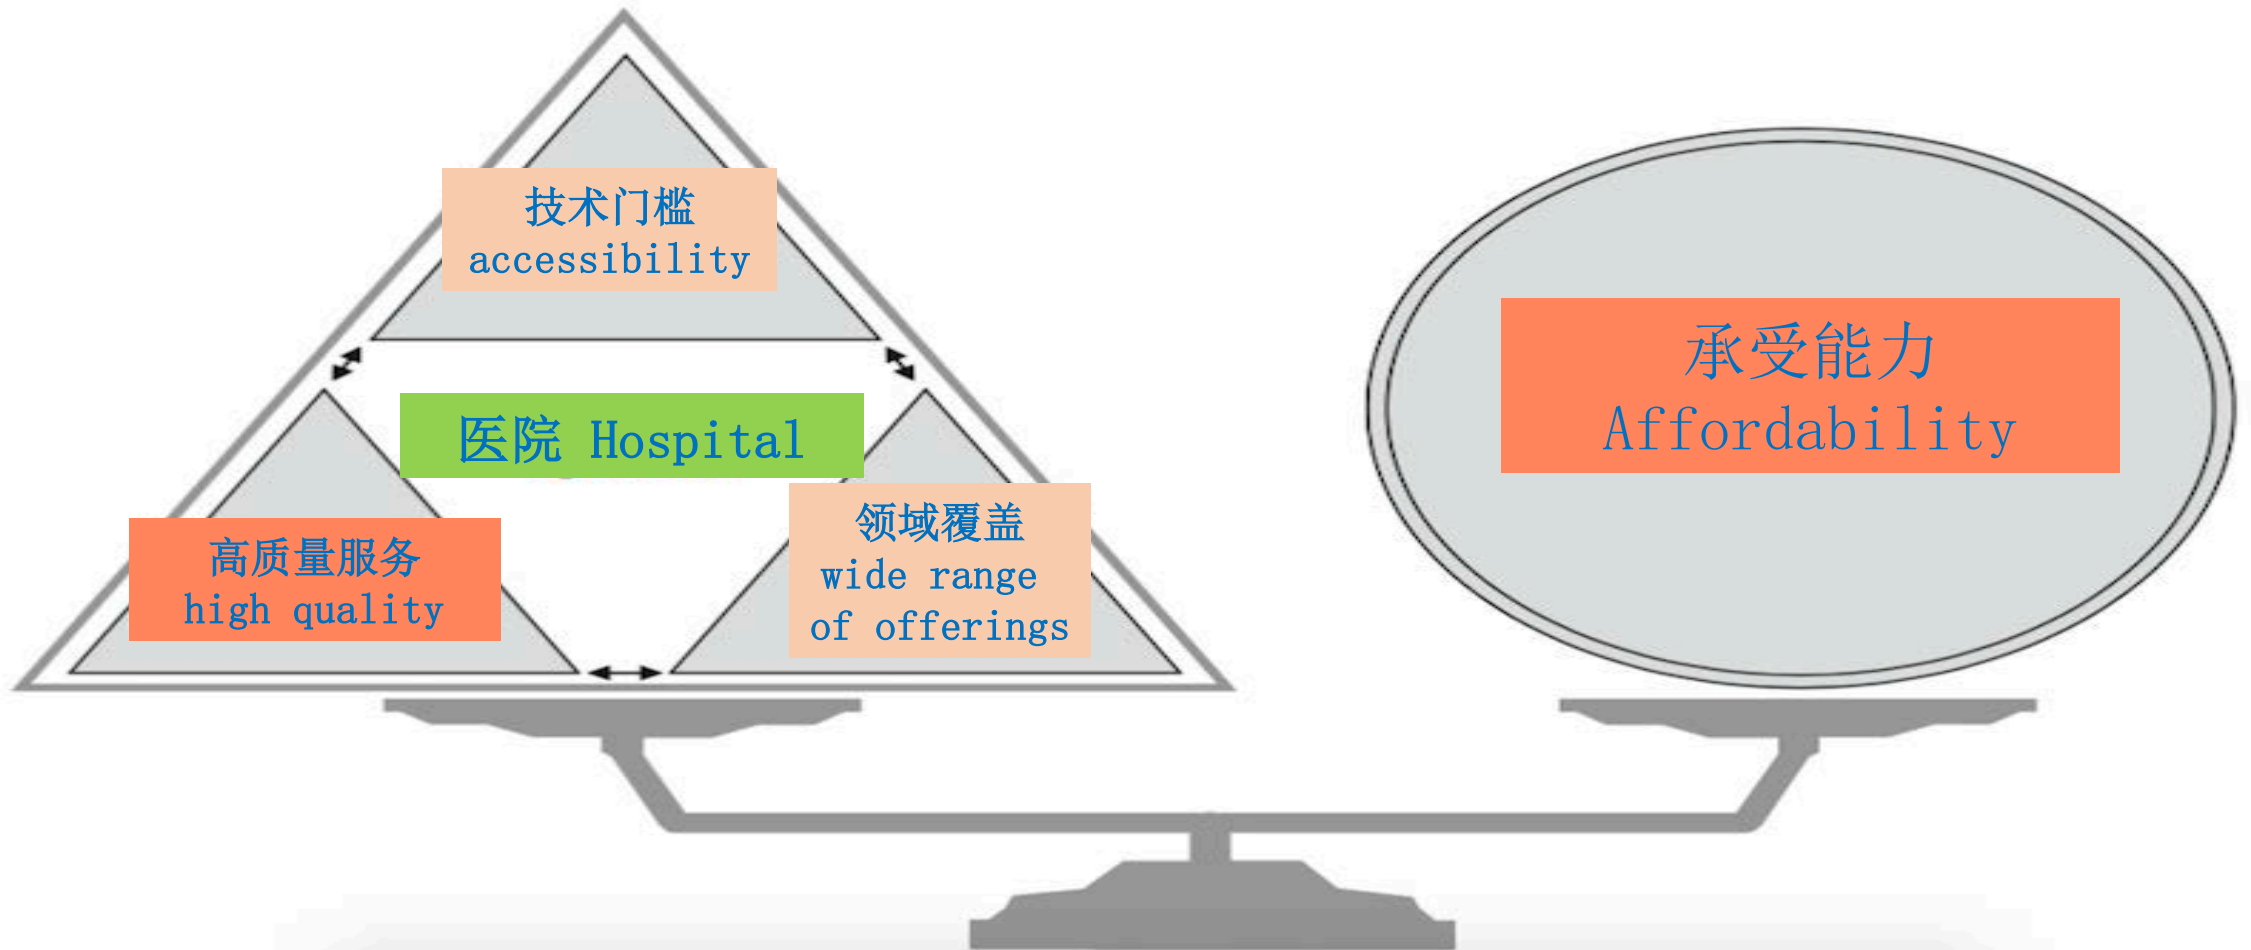 技术门槛
accessibility
医院 Hospital
高质量服务
high quality
领域覆盖
wide range
of offerings
承受能力
Affordability